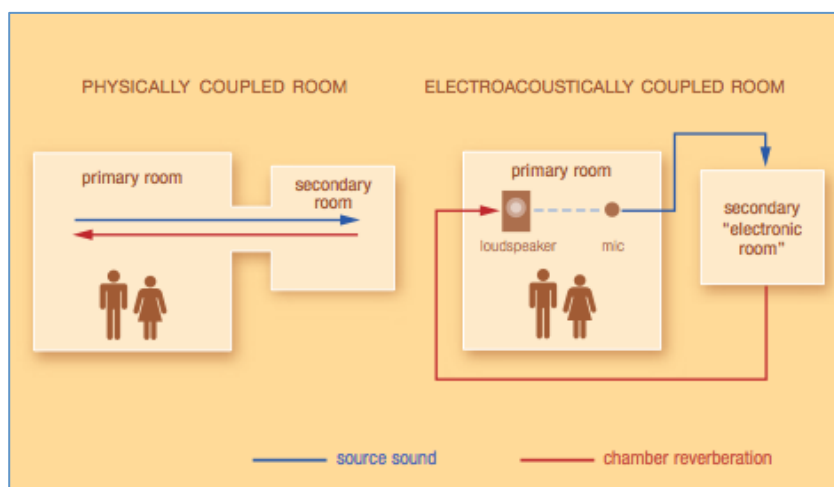 PHYSICALLY COUPLED ROOM
primary room
secondary
room
ELECTROACOUSTICALLY COUPLED ROOM
primary room
loudspeaker
mic
secondary
"electronic
room"
source sound
chamber reverberation